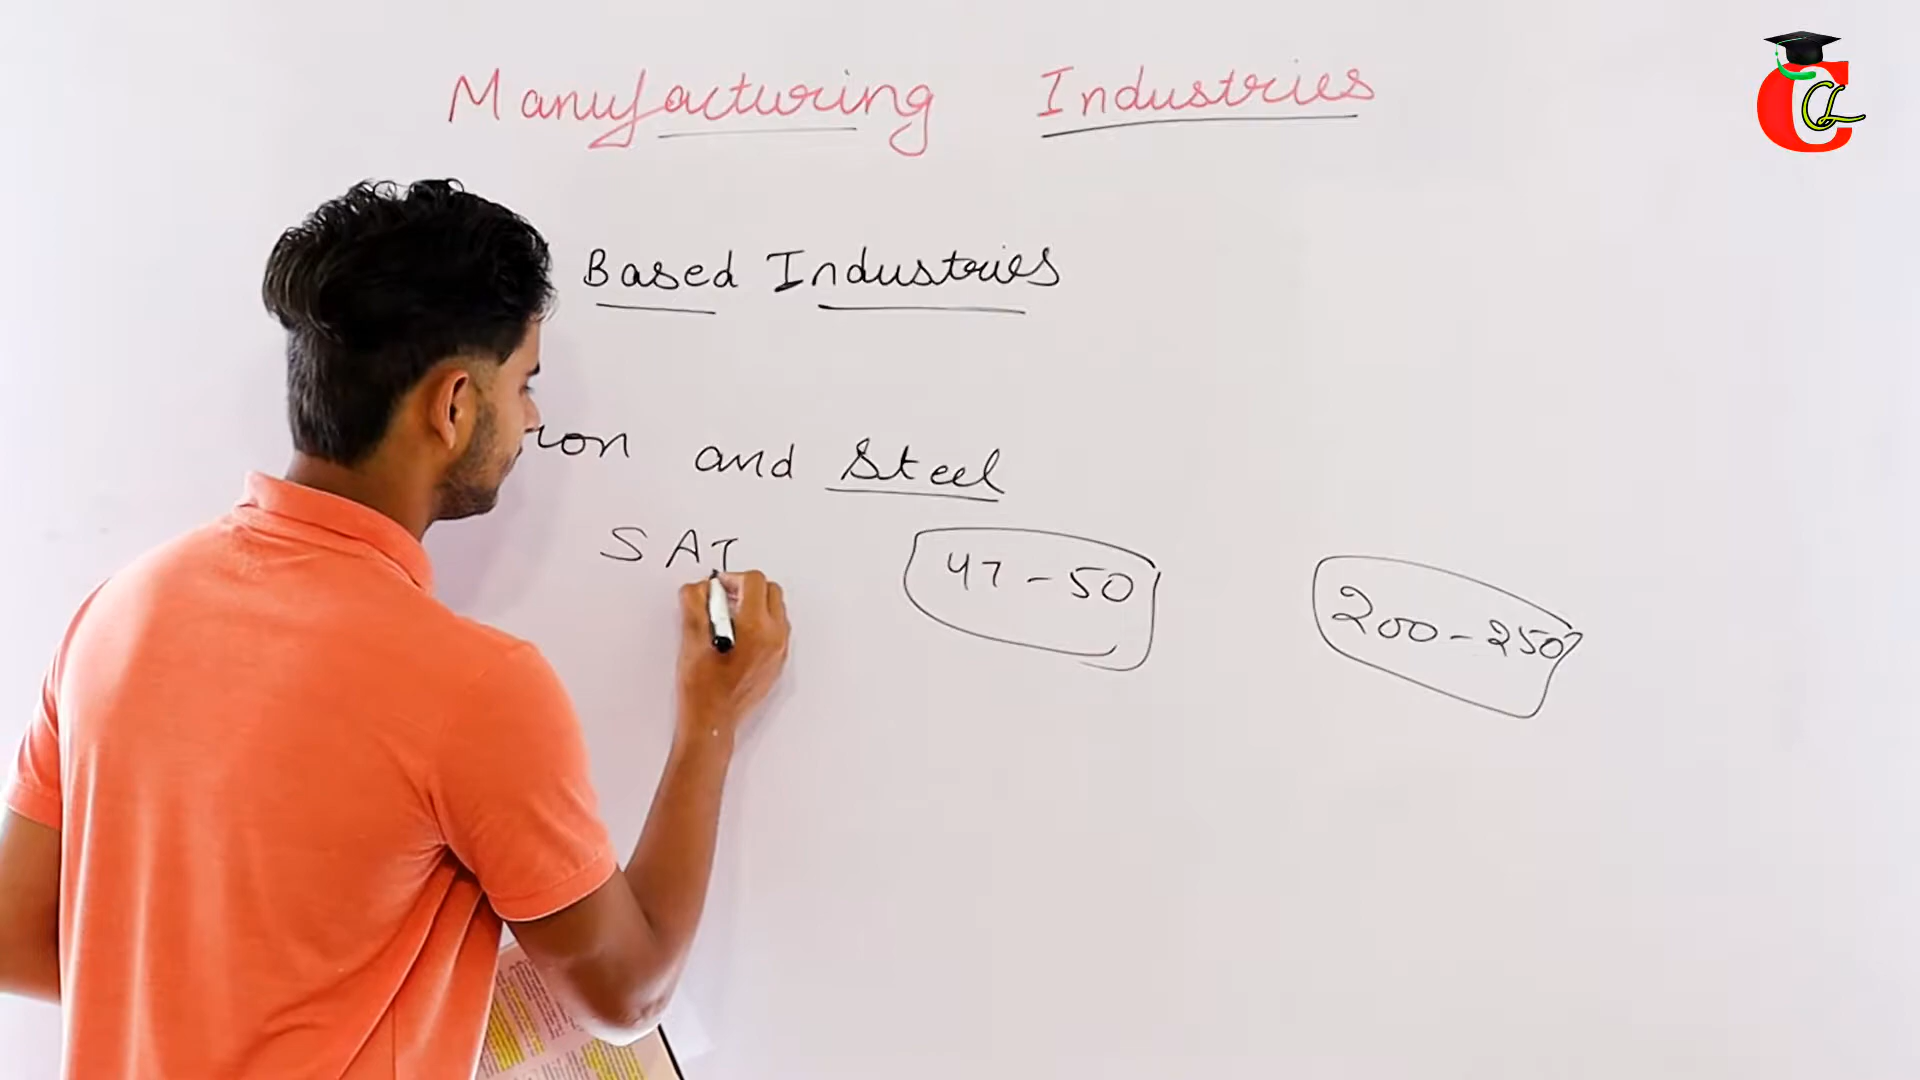 Manufacturing Industries
Based Industries
and Steel
SAI
47-50
200-250